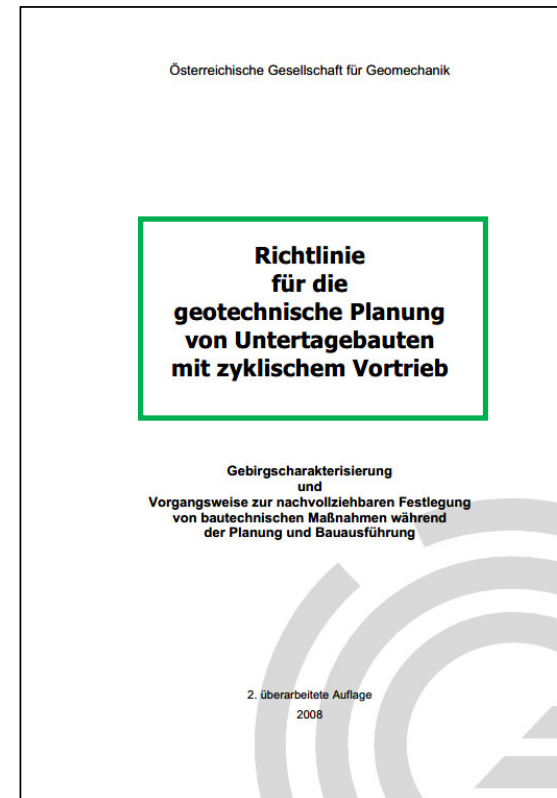 Österreichische Gesellschaft für Geomechanik
Richtlinie
für die
geotechnische Planung
von Untertagebauten
mit zyklischem Vortrieb
Gebirgscharakterisierung
und
Vorgangsweise zur nachvollziehbaren Festlegung
von bautechnischen Maßnahmen während
der Planung und Bauausführung
2. überarbeitete Auflage
2008